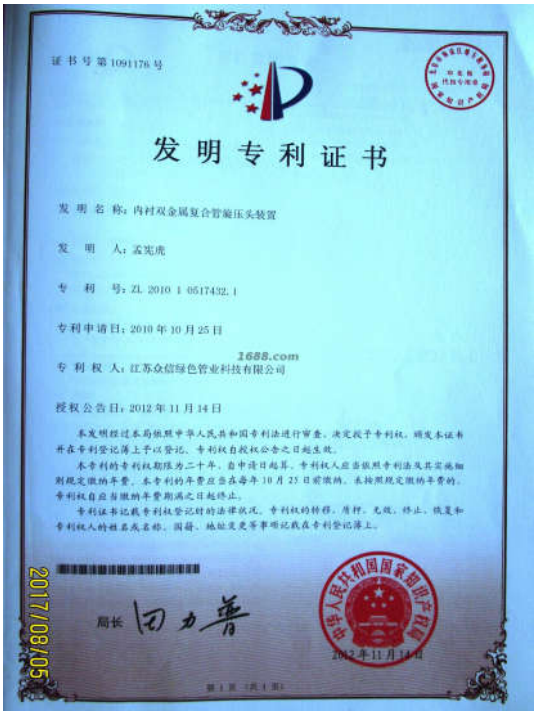 证书号第1091176号
发明专利证书
发明名称：内衬双金属复合管旋压头装置
发明人：孟宪虎
专利号：ZL 2010 1 0517432.1
专利申请日：2010年10月25日
1688.com
专利权人：江苏众信绿色管业科技有限公司
授权公告日：2012年11月14日
本发明经过本局依照中华人民共和国专利法进行审查，决定授予专利权，颁发本证书
并在专利登记簿上予以登记。专利权自授权公告之日起生效。
本专利的专利权期限为二十年，自申请日起算。专利权人应当依照专利法及其实施细
则规定缴纳年费。本专利的年费应当在每年10月25日前缴纳。未按照规定缴纳年费的，
专利权自应当缴纳年费期满之日起终止。
专利证书记载专利权登记时的法律状况。专利权的转移、质押、无效、终止、恢复和
专利权人的姓名或名称、国籍、地址变更等事项记载在专利登记簿上。
局长 田力普
中华人民共和国国家知识产权局
2012年11月14日
2017/08/05
第1页（共1页）